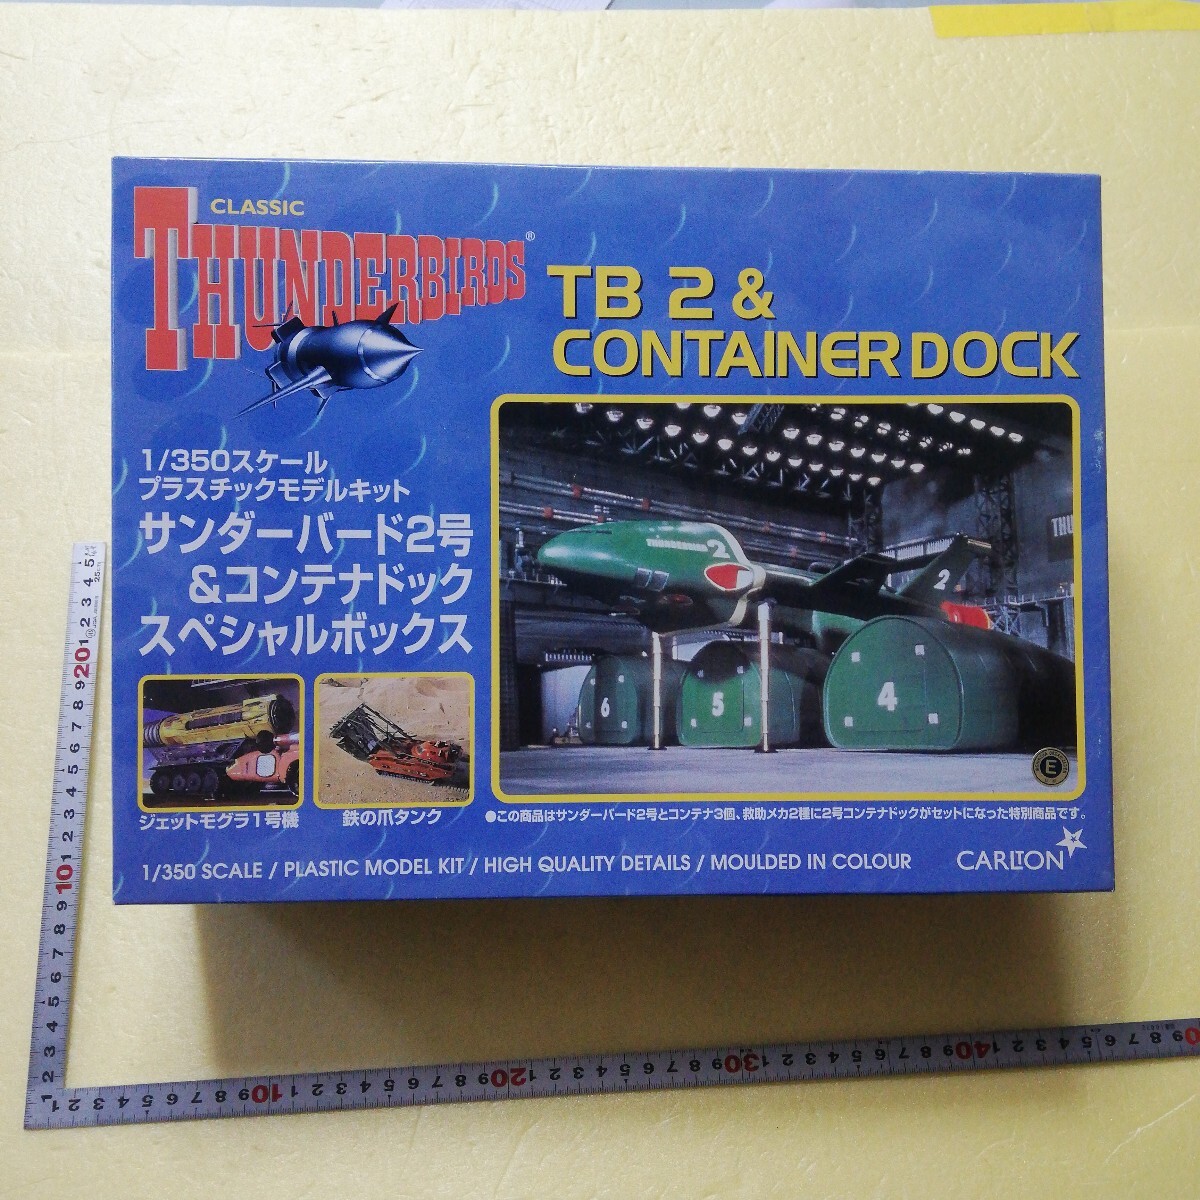 CLASSIC
THUNDERBIRDS®
TB 2 &
CONTAINER DOCK
1/350スケール
プラスチックモデルキット
サンダーバード2号
&コンテナドック
スペシャルボックス
THUNDERBIRD 2
2
THU
6
5
4
E
ジェットモグラ1号機
鉄の爪タンク
●この商品はサンダーバード2号とコンテナ3個、救助メカ2種に2号コンテナドックがセットになった特別商品です。
1/350 SCALE / PLASTIC MODEL KIT / HIGH QUALITY DETAILS / MOULDED IN COLOUR
CARLTON